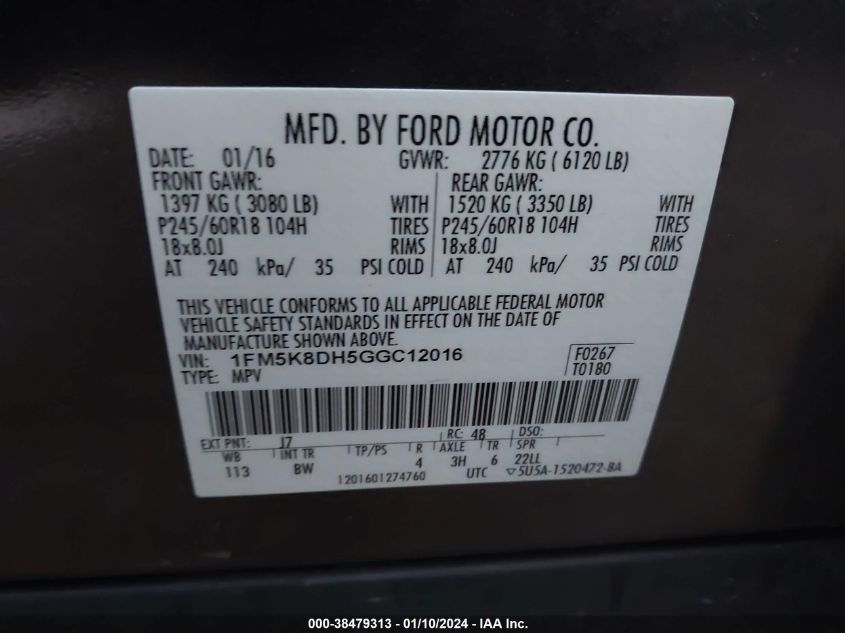 MFD. BY FORD MOTOR CO.
DATE: 01/16 GVWR: 2776 KG ( 6120 LB)
FRONT GAWR: REAR GAWR:
1397 KG ( 3080 LB) WITH 1520 KG ( 3350 LB) WITH
P245/60R18 104H TIRES P245/60R18 104H TIRES
18x8.0J RIMS 18x8.0J RIMS
AT 240 kPa/ 35 PSI COLD AT 240 kPa/ 35 PSI COLD
THIS VEHICLE CONFORMS TO ALL APPLICABLE FEDERAL MOTOR
VEHICLE SAFETY STANDARDS IN EFFECT ON THE DATE OF
MANUFACTURE SHOWN ABOVE.
VIN: 1FM5K8DH5GGC12016 F0267
TYPE: MPV T0180
EXT PNT: J7 RC: 48 DSO:
WB INT TR TP/PS R AXLE TR SPR
113 BW 4 3H 6 22LL
1201601274760 UTC ▽5U5A-1520472-BA
000-38479313 - 01/10/2024 - IAAI.com